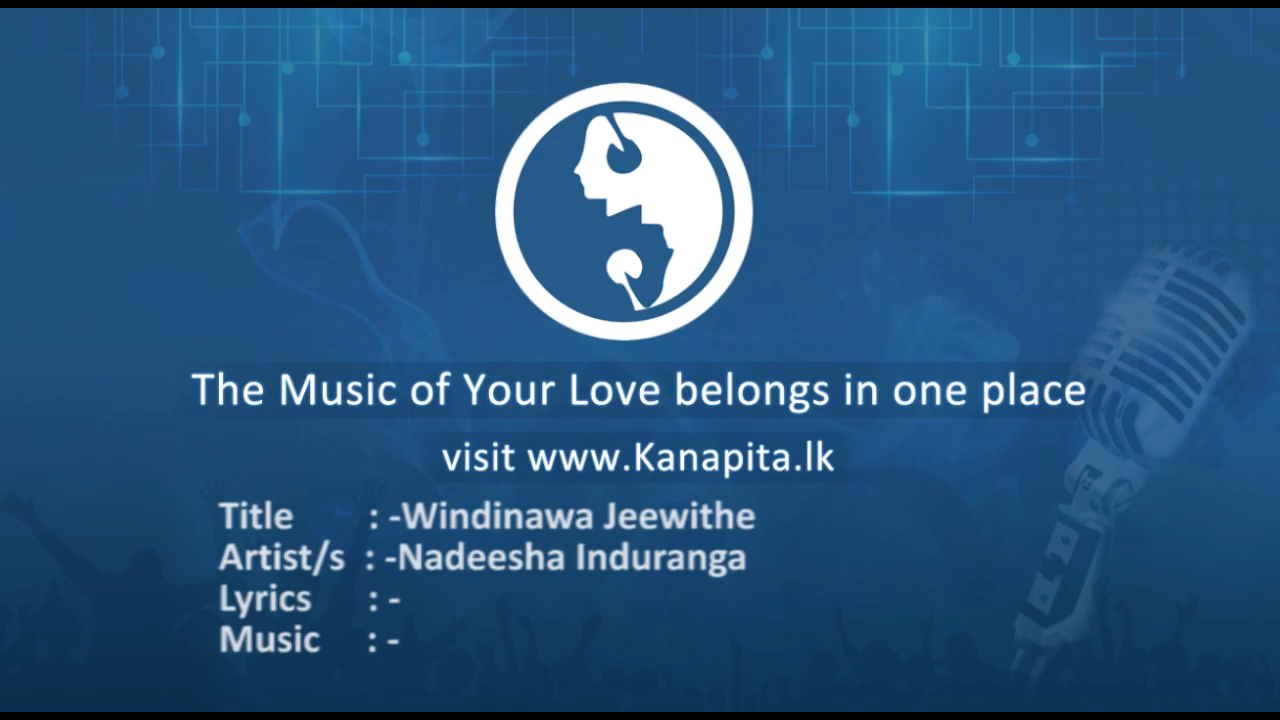 The Music of Your Love belongs in one place
visit www.Kanapita.lk
Title : -Windinawa Jeewithe
Artist/s : -Nadeesha Induranga
Lyrics : -
Music : -